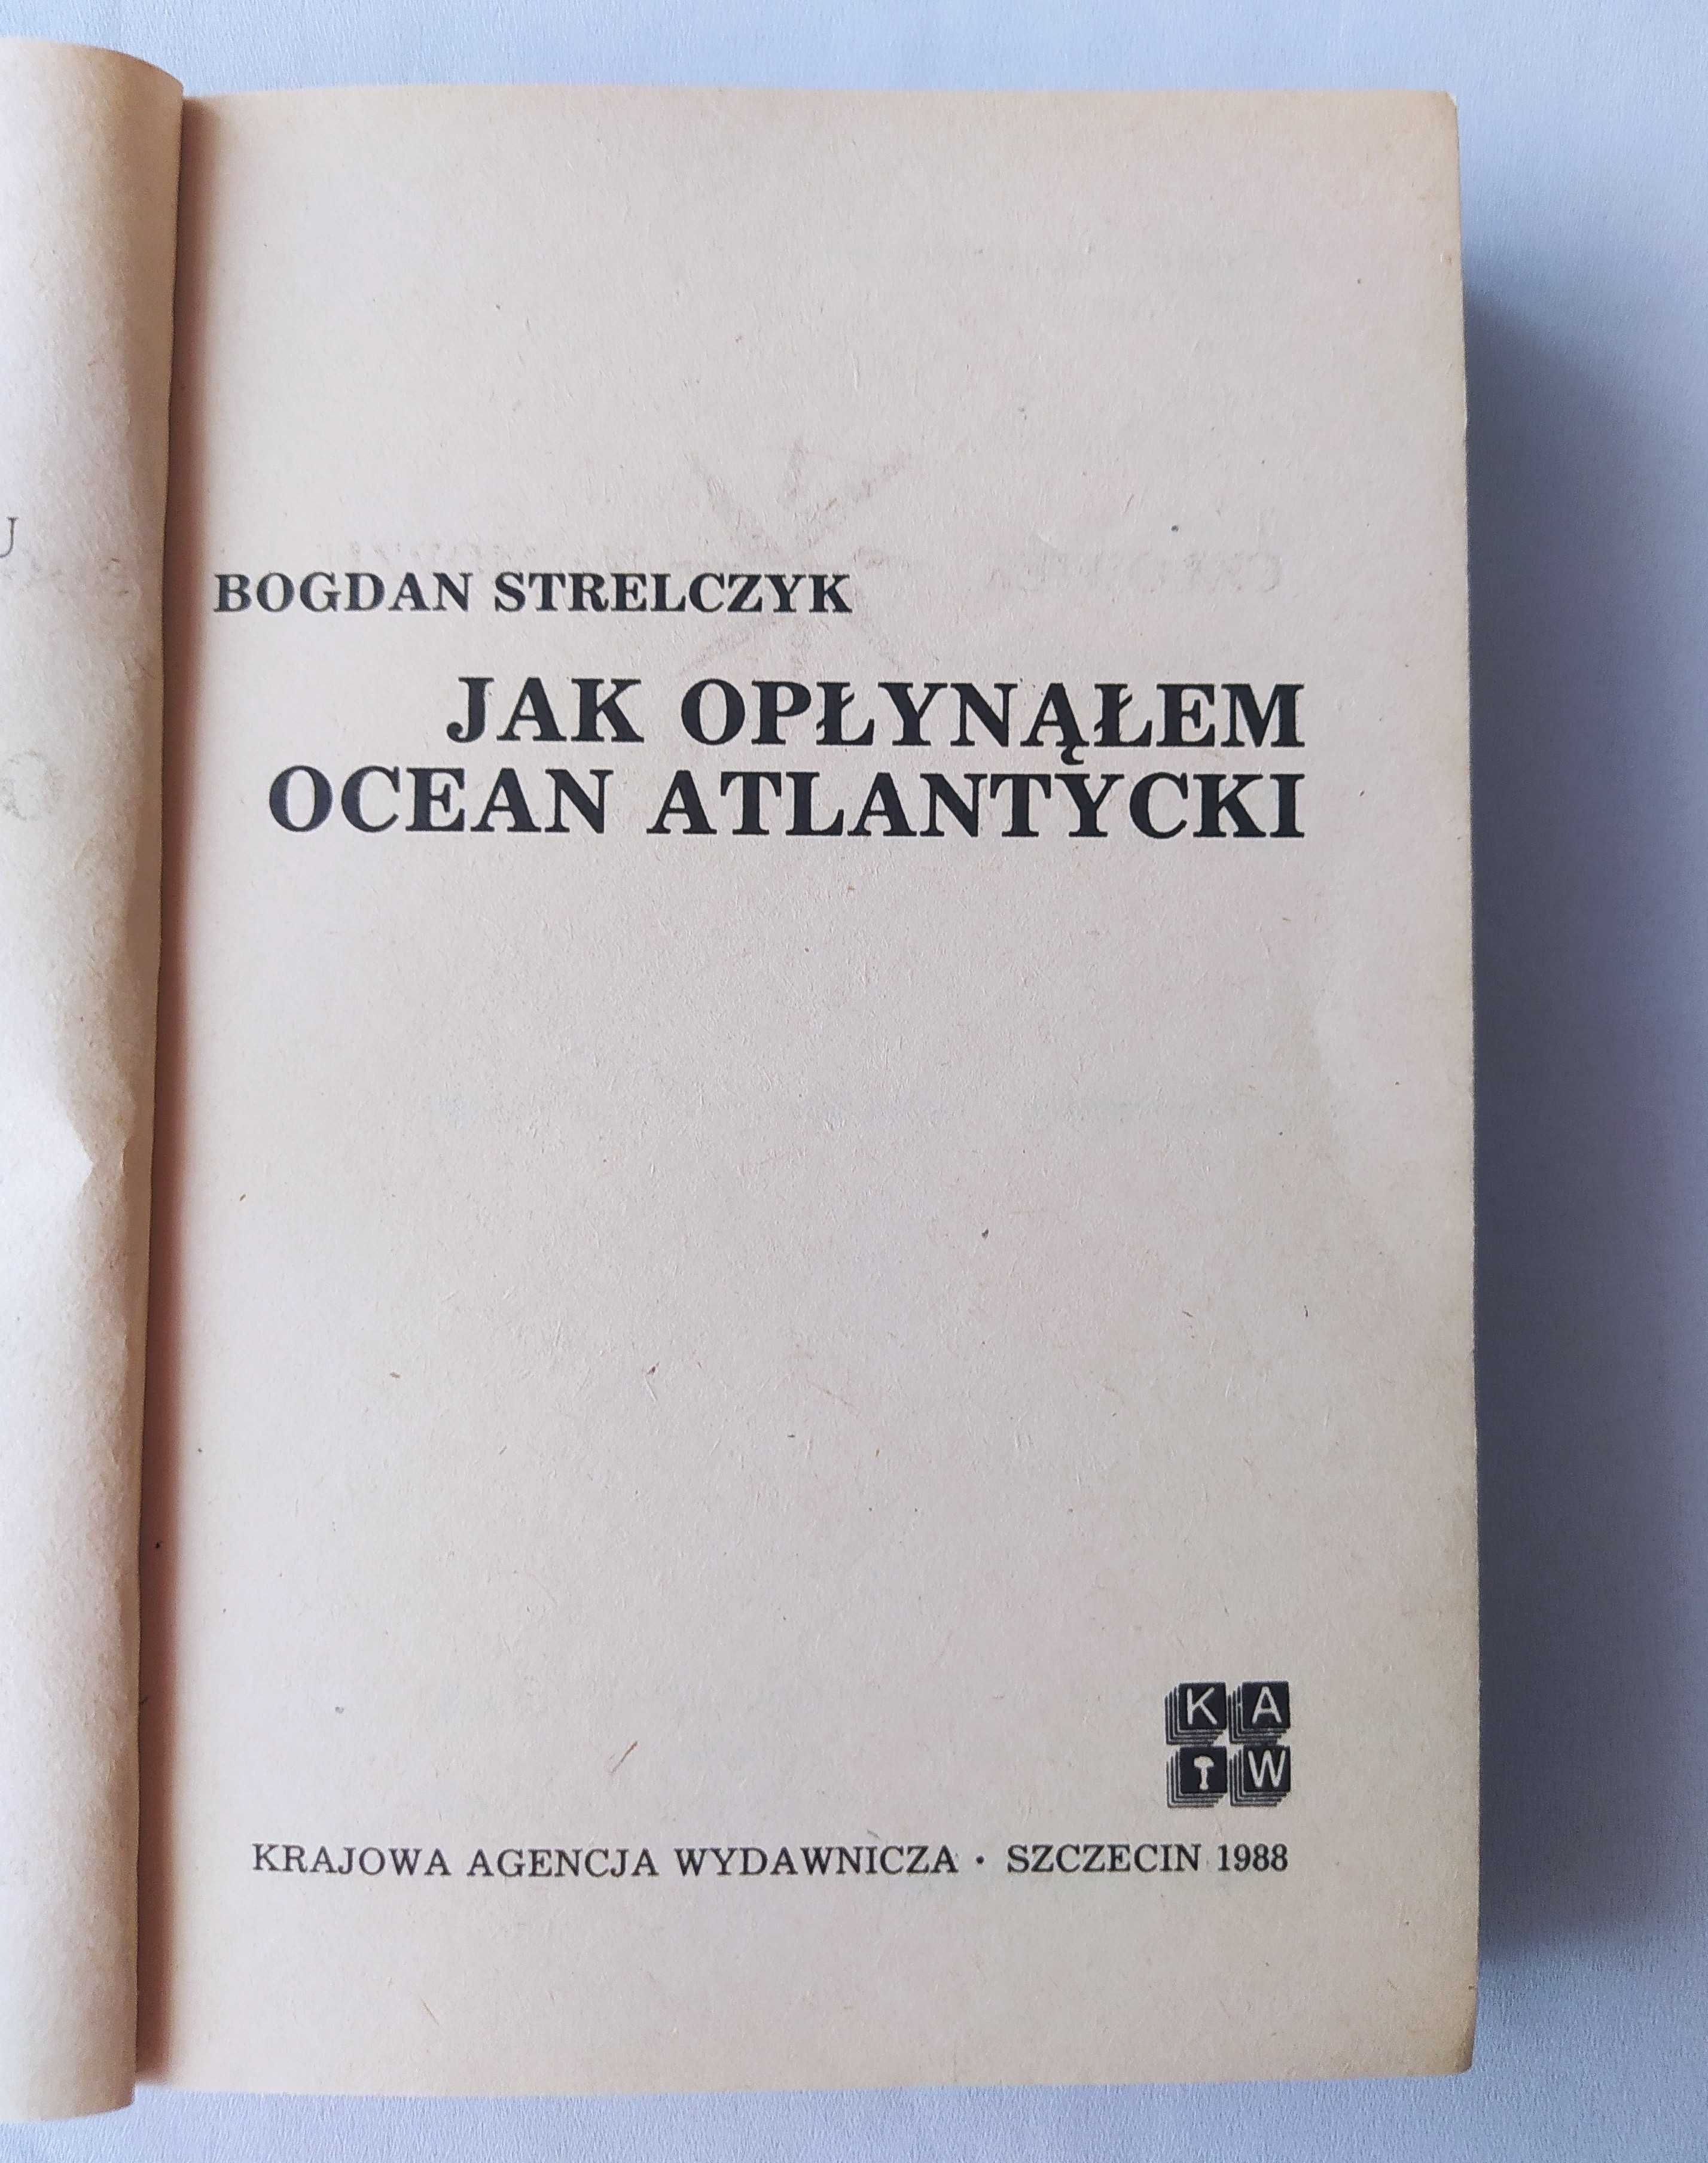 BOGDAN STRELCZYK
JAK OPŁYNĄŁEM
OCEAN ATLANTYCKI
K A
W
KRAJOWA AGENCJA WYDAWNICZA · SZCZECIN 1988